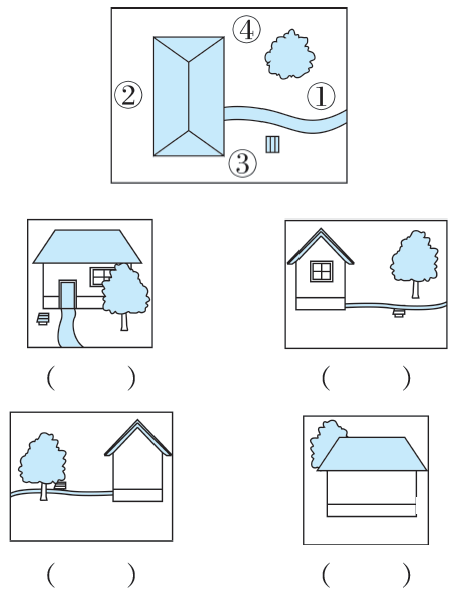 ④
②
①
③
( ) ( )
( ) ( )